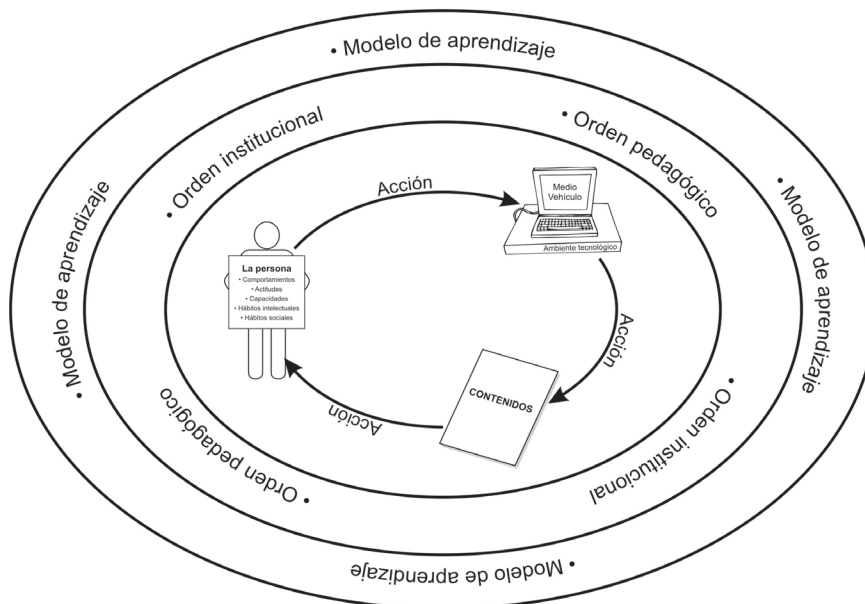 • Modelo de aprendizaje
• Orden institucional
• Orden pedagógico
• Modelo de aprendizaje
• Modelo de aprendizaje
Acción
Medio
Vehículo
Ambiente tecnológico
La persona
• Comportamientos
• Actitudes
• Capacidades
• Hábitos intelectuales
• Hábitos sociales
Acción
CONTENIDOS
Acción
• Orden pedagógico
• Orden institucional
• Modelo de aprendizaje